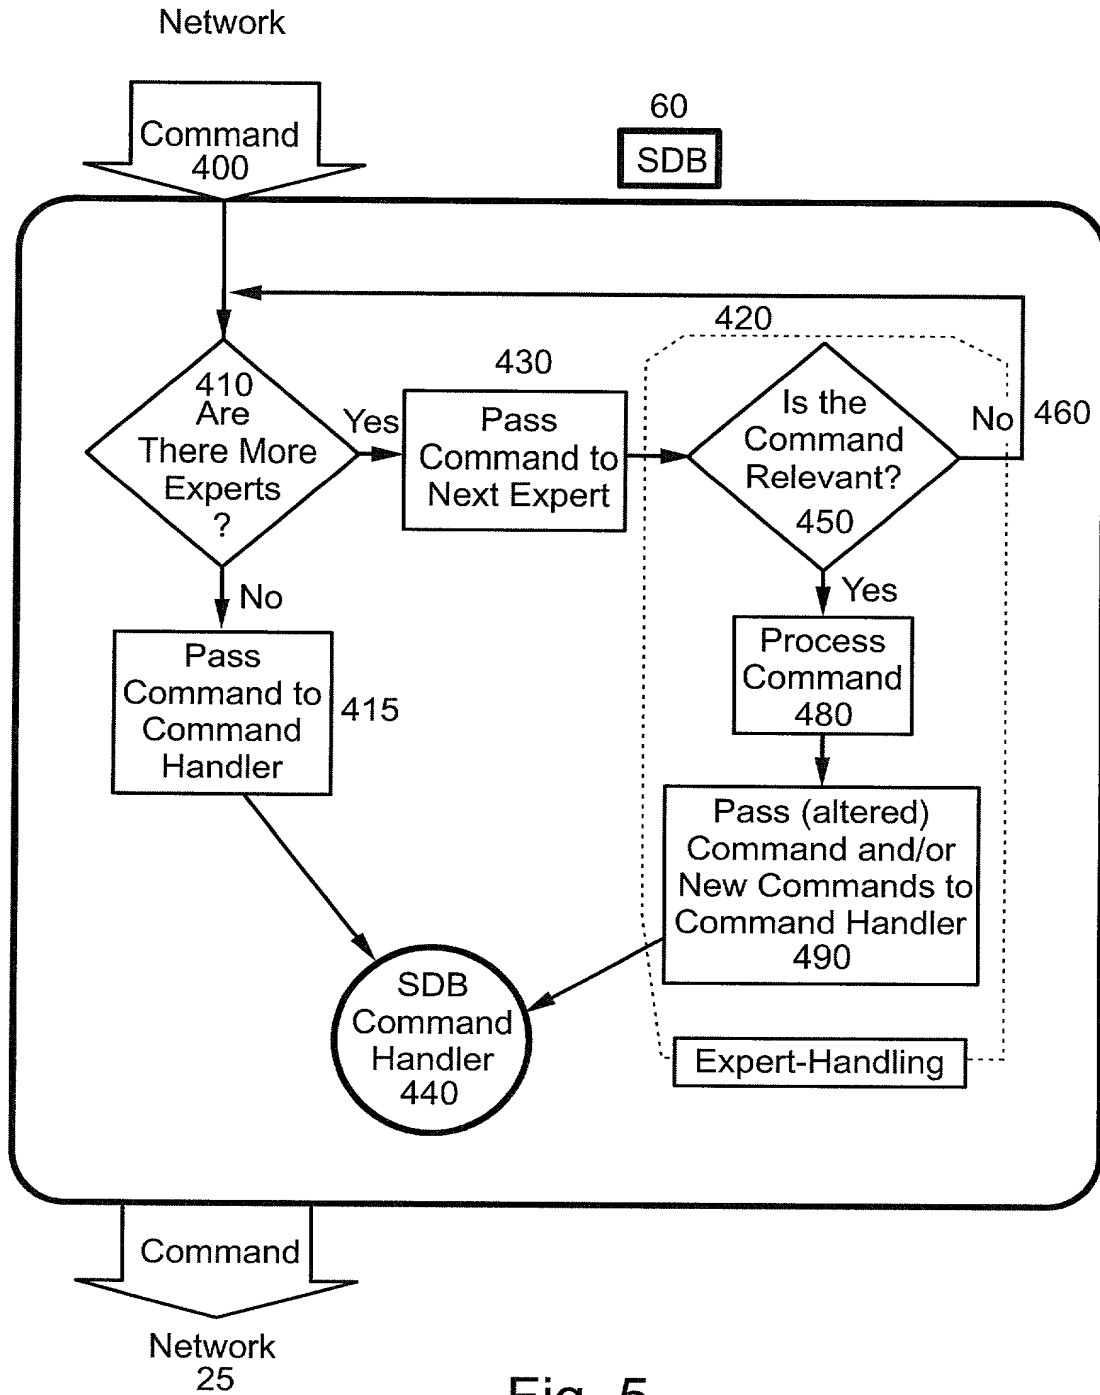 Network
Command
400
60
SDB
420
410
Are
There More
Experts
?
Yes
430
Pass
Command to
Next Expert
Is the
Command
Relevant?
450
No
460
No
Yes
Pass
Command to
Command
Handler
415
Process
Command
480
Pass (altered)
Command and/or
New Commands to
Command Handler
490
SDB
Command
Handler
440
Expert-Handling
Command
Network
25
Fig. 5